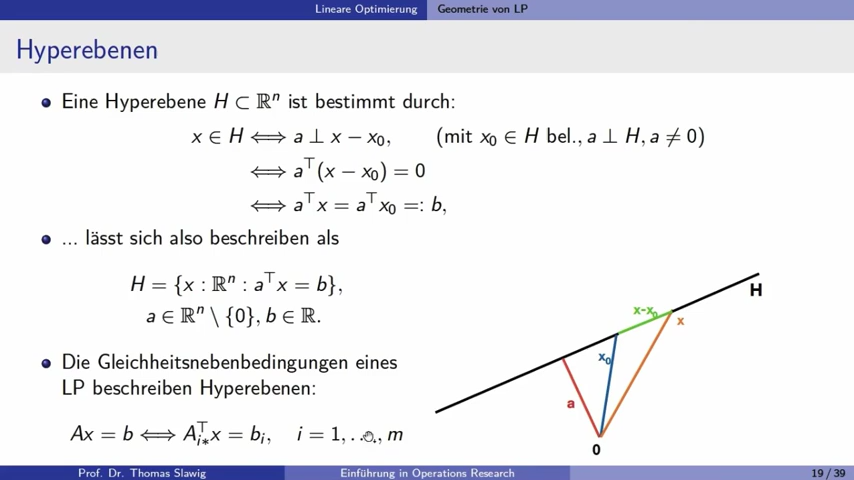 Lineare Optimierung Geometrie von LP
Hyperebenen
Eine Hyperebene H ⊂ ℝⁿ ist bestimmt durch:
x ∈ H ⟺ a ⊥ x − x₀, (mit x₀ ∈ H bel., a ⊥ H, a ≠ 0)
⟺ a⊤(x − x₀) = 0
⟺ a⊤x = a⊤x₀ =: b,
... lässt sich also beschreiben als
H = {x : ℝⁿ : a⊤x = b},
a ∈ ℝⁿ \ {0}, b ∈ ℝ.
Die Gleichheitsnebenbedingungen eines
LP beschreiben Hyperebenen:
Ax = b ⟺ A⊤ᵢ*x = bᵢ, i = 1, ..., m
H
x-x₀
x
x₀
a
0
Prof. Dr. Thomas Slawig Einführung in Operations Research 19 / 39